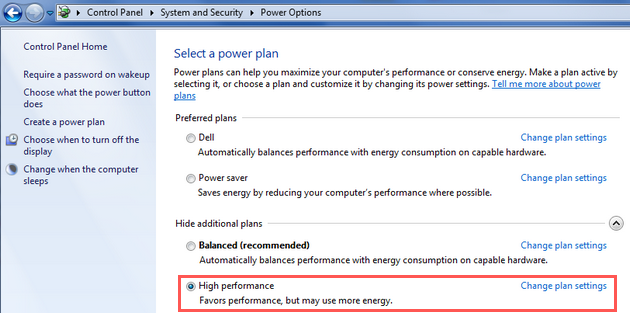 Control Panel System and Security Power Options
Control Panel Home
Require a password on wakeup
Choose what the power button
does
Create a power plan
Choose when to turn off the
display
Change when the computer
sleeps
Select a power plan
Power plans can help you maximize your computer's performance or conserve energy. Make a plan active by
selecting it, or choose a plan and customize it by changing its power settings. Tell me more about power
plans
Preferred plans
Dell Change plan settings
Automatically balances performance with energy consumption on capable hardware.
Power saver Change plan settings
Saves energy by reducing your computer's performance where possible.
Hide additional plans
Balanced (recommended) Change plan settings
Automatically balances performance with energy consumption on capable hardware.
High performance Change plan settings
Favors performance, but may use more energy.